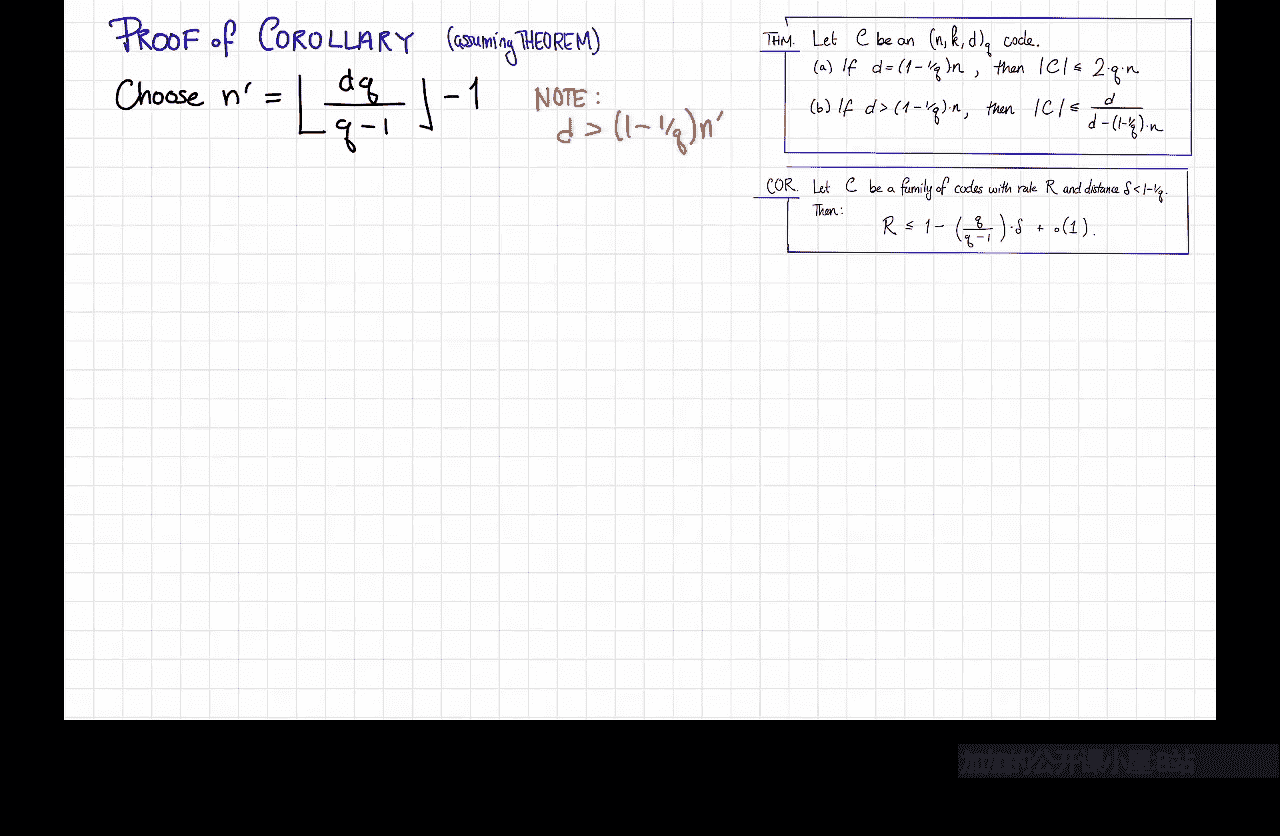 PROOF of COROLLARY (assuming THEOREM)
Choose n' = ⌊ dq / q-1 ⌋ - 1
NOTE:
d > (1-1/q)n'
THM. Let C be an (n, k, d)_q code.
(a) If d=(1-1/q)n, then |C| ≤ 2·q·n
(b) If d > (1-1/q)·n, then |C| ≤ d / d-(1-1/q)·n
COR. Let C be a family of codes with rate R and distance δ < 1-1/q.
Then:
R ≤ 1 - (q/q-1)·δ + o(1).